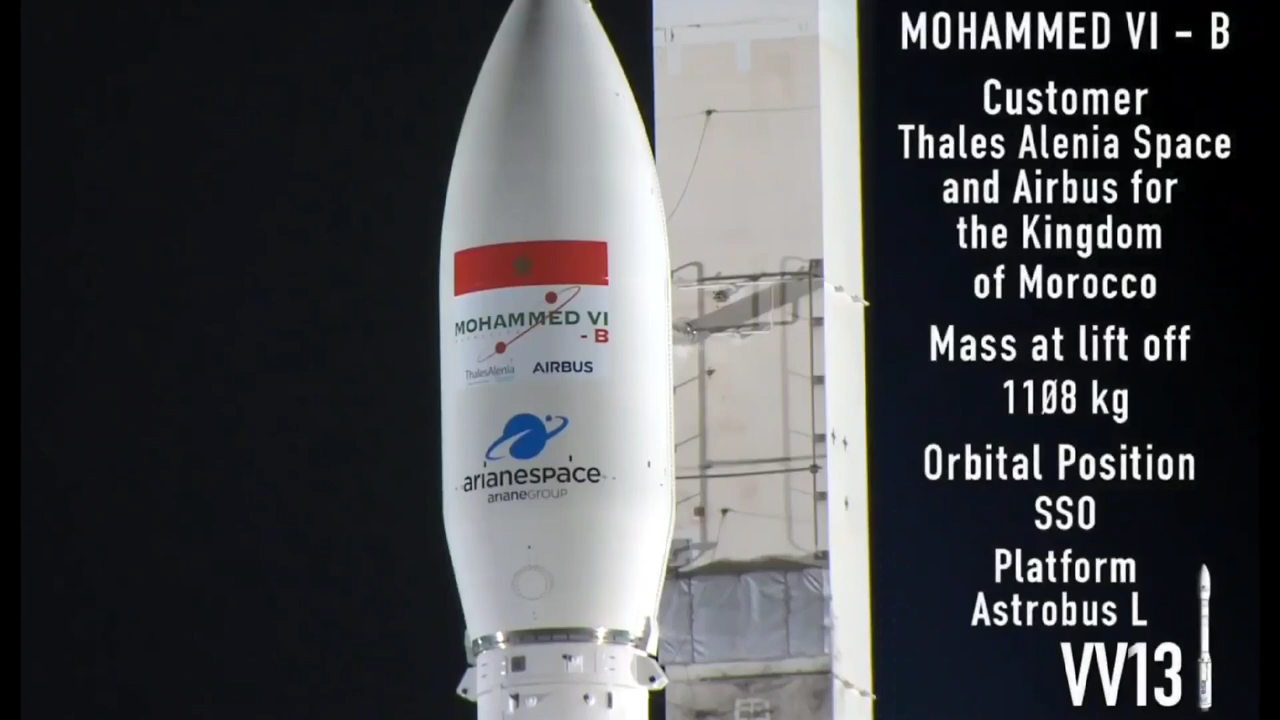 MOHAMMED VI
- B
ThalesAlenia
AIRBUS
arianespace
arianeGROUP
MOHAMMED VI - B
Customer
Thales Alenia Space
and Airbus for
the Kingdom
of Morocco
Mass at lift off
1108 kg
Orbital Position
SSO
Platform
Astrobus L
VV13